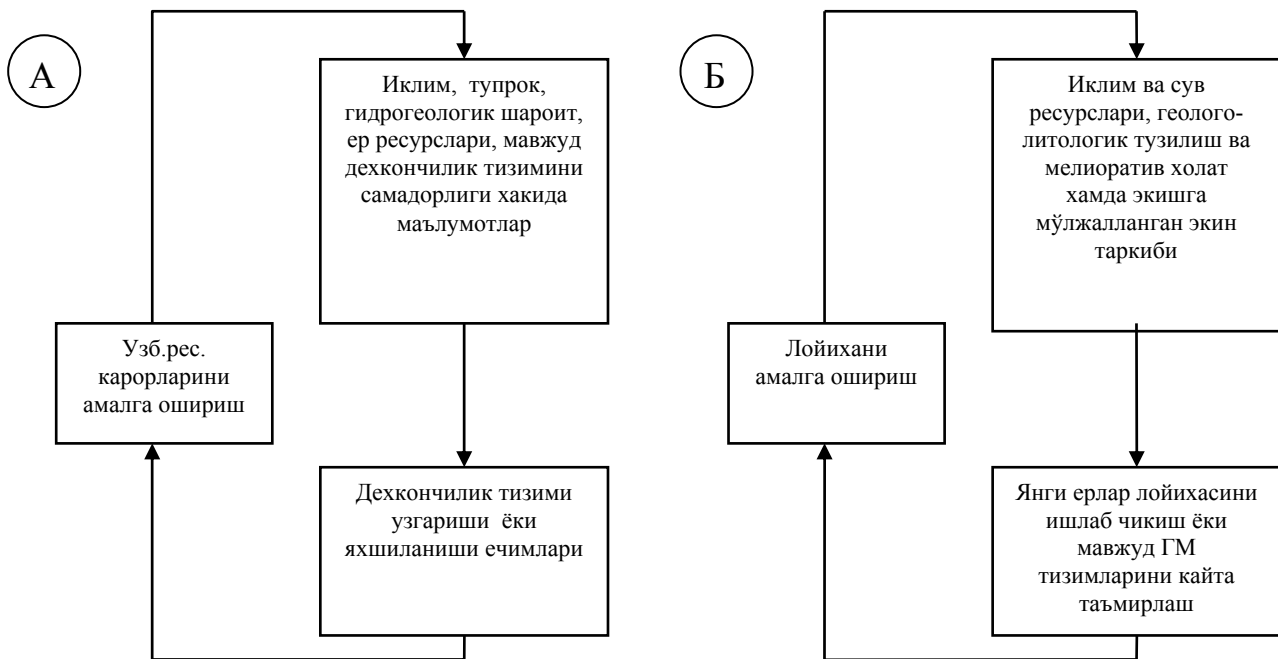 А
Иклим, тупрок,
гидрогеологик шароит,
ер ресурслари, мавжуд
дехкончилик тизимини
самадорлиги хакида
маълумотлар
Узб.рес.
карорларини
амалга ошириш
Дехкончилик тизими
узгариши ёки
яхшиланиши ечимлари
Б
Иклим ва сув
ресурслари, геолого-
литологик тузилиш ва
мелиоратив холат
хамда экишга
мўлжалланган экин
таркиби
Лойихани
амалга ошириш
Янги ерлар лойихасини
ишлаб чикиш ёки
мавжуд ГМ
тизимларини кайта
таъмирлаш